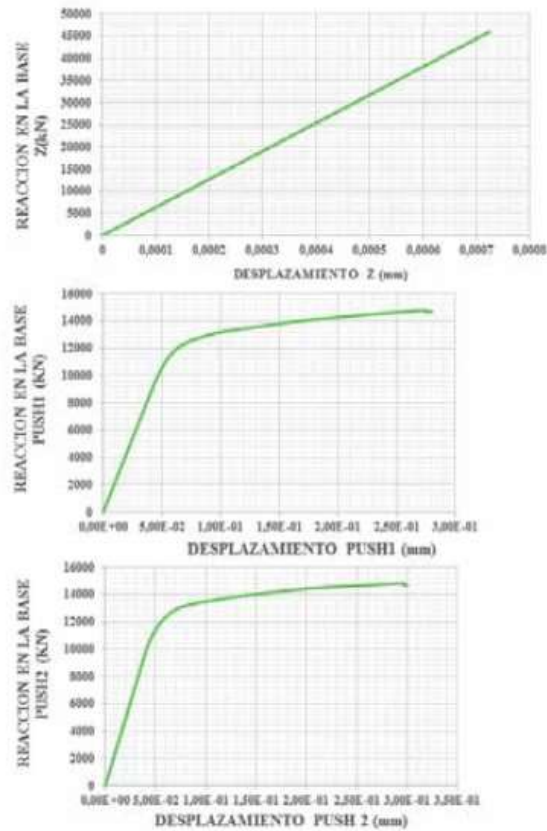 REACCION EN LA BASE
Z(kN)
50000
45000
40000
35000
30000
25000
20000
15000
10000
5000
0
0 0,0001 0,0002 0,0003 0,0004 0,0005 0,0006 0,0007 0,0008
DESPLAZAMIENTO Z (mm)
REACCION EN LA BASE
PUSH1 (KN)
16000
14000
12000
10000
8000
6000
4000
2000
0
0,00E+00 5,00E-02 1,00E-01 1,50E-01 2,00E-01 2,50E-01 3,00E-01
DESPLAZAMIENTO PUSH1 (mm)
REACCION EN LA BASE
PUSH2 (KN)
16000
14000
12000
10000
8000
6000
4000
2000
0
0,00E+00 5,00E-02 1,00E-01 1,50E-01 2,00E-01 2,50E-01 3,00E-01 3,50E-01
DESPLAZAMIENTO PUSH 2 (mm)